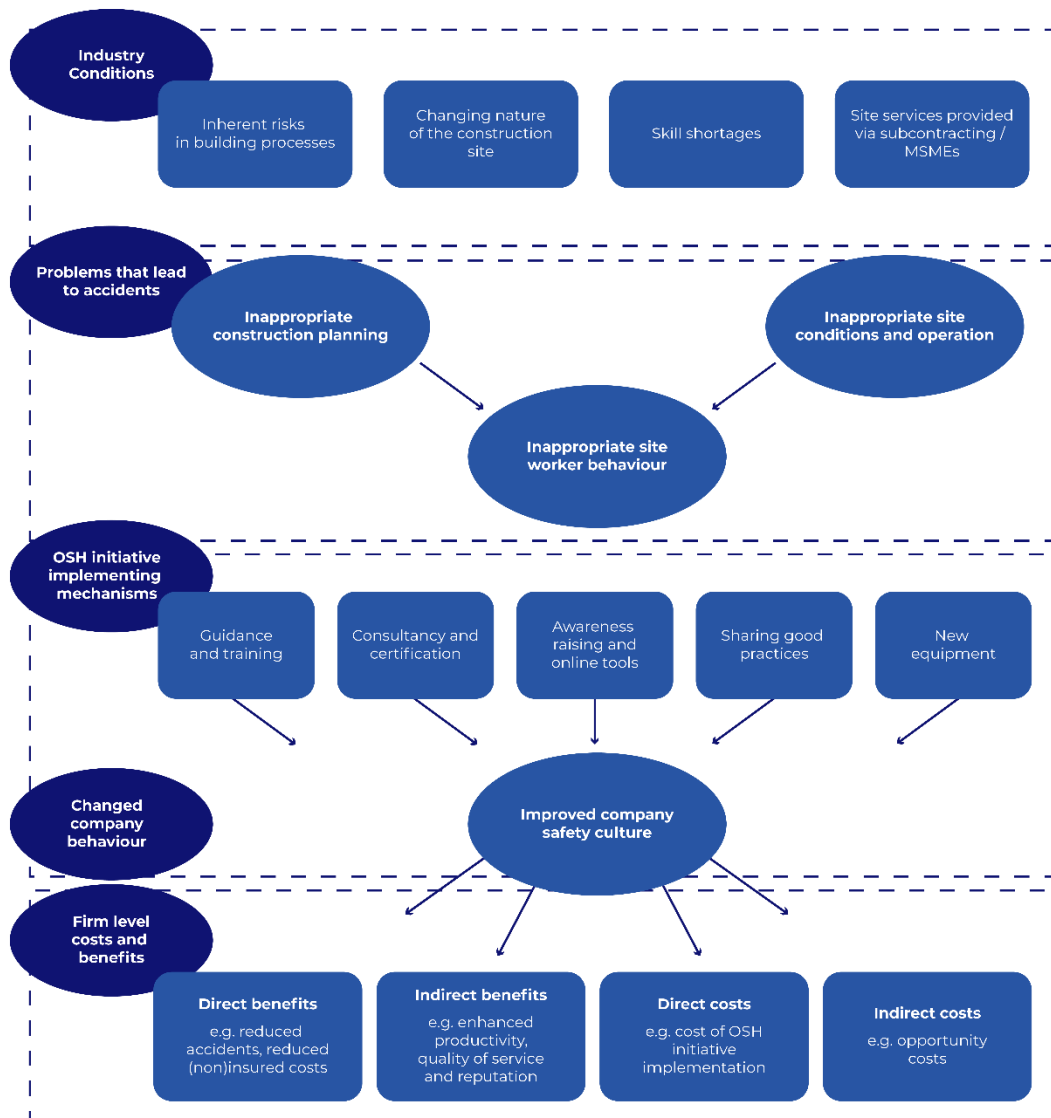 Industry
Conditions
Inherent risks
in building processes
Changing nature
of the construction
site
Skill shortages
Site services provided
via subcontracting /
MSMEs
Problems that lead
to accidents
Inappropriate
construction planning
Inappropriate site
conditions and operation
Inappropriate site
worker behaviour
OSH initiative
implementing
mechanisms
Guidance
and training
Consultancy and
certification
Awareness
raising and
online tools
Sharing good
practices
New
equipment
Changed
company
behaviour
Improved company
safety culture
Firm level
costs and
benefits
Direct benefits
e.g. reduced
accidents, reduced
(non)insured costs
Indirect benefits
e.g. enhanced
productivity,
quality of service
and reputation
Direct costs
e.g. cost of OSH
initiative
implementation
Indirect costs
e.g. opportunity
costs